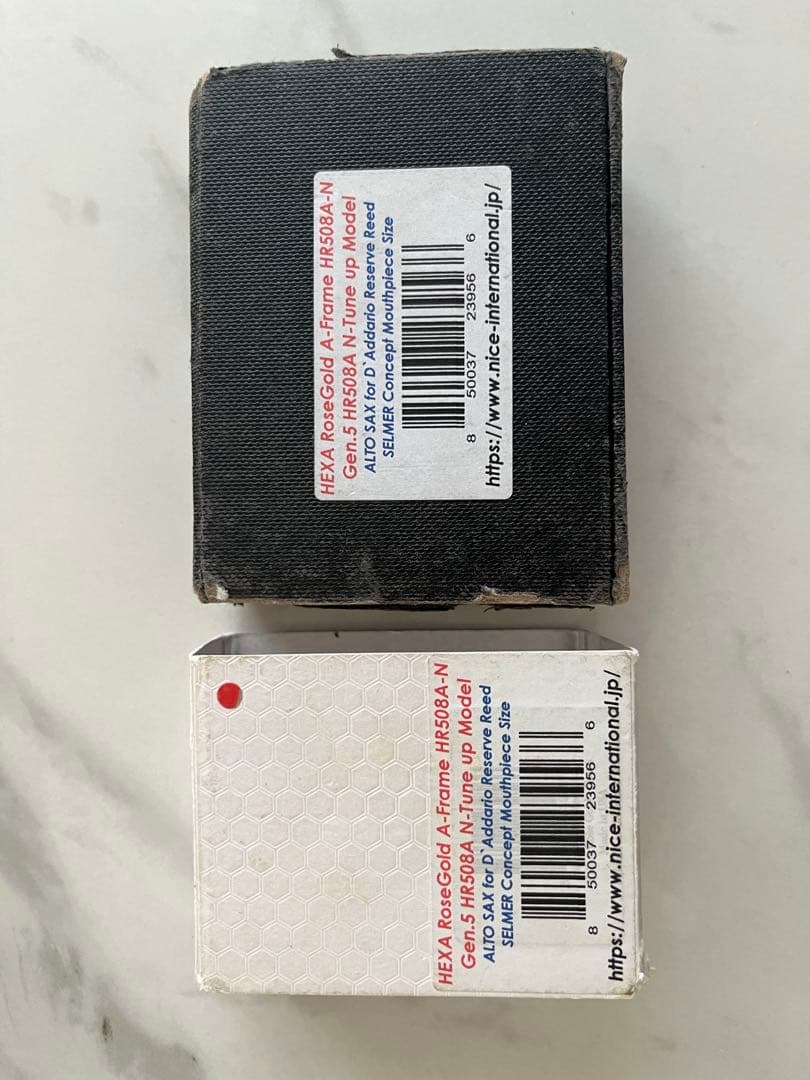 HEXA RoseGold A-Frame HR508A-N
Gen.5 HR508A N-Tune up Model
ALTO SAX for D`Addario Reserve Reed
SELMER Concept Mouthpiece Size
8 50037 23956 6
https://www.nice-international.jp/
HEXA RoseGold A-Frame HR508A-N
Gen.5 HR508A N-Tune up Model
ALTO SAX for D`Addario Reserve Reed
SELMER Concept Mouthpiece Size
8 50037 23956 6
https://www.nice-international.jp/